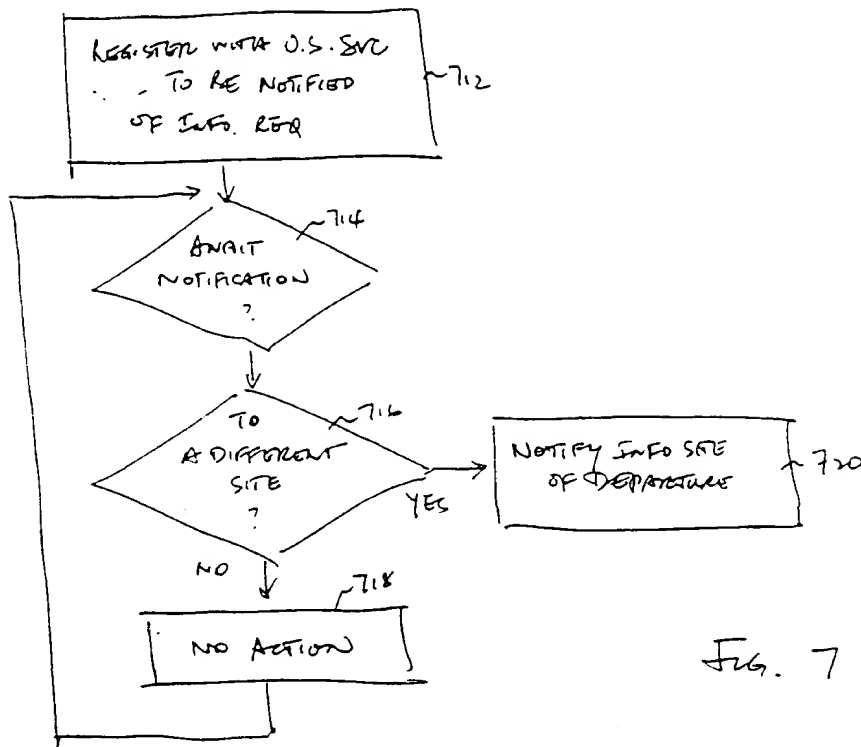 REGISTER WITH O.S. SVC
. . . TO BE NOTIFIED
OF INFO. REQ
712
714
AWAIT
NOTIFICATION
?
716
TO
A DIFFERENT
SITE
?
YES
NOTIFY INFO SITE
OF DEPARTURE
720
NO
718
NO ACTION
FIG. 7